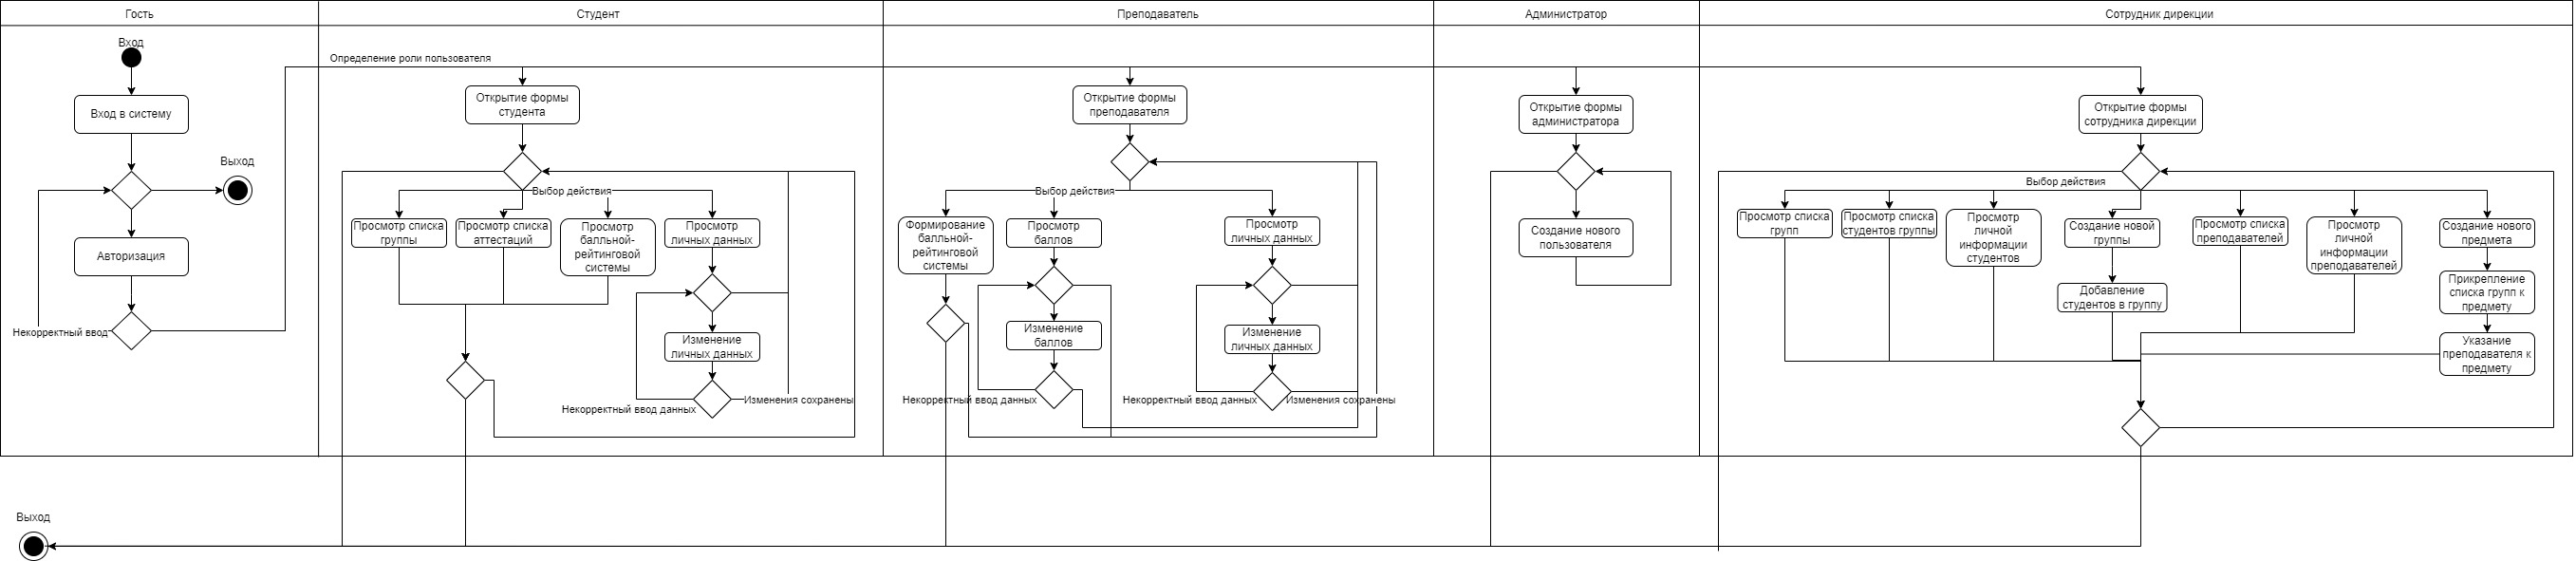 Гость
Студент
Преподаватель
Администратор
Сотрудник дирекции
Вход
Вход в систему
Выход
Авторизация
Некорректный ввод
Определение роли пользователя
Открытие формы
студента
Выбор действия
Просмотр списка
группы
Просмотр списка
аттестаций
Просмотр
балльной-
рейтинговой
системы
Просмотр
личных данных
Изменение
личных данных
Некорректный ввод данных
Изменения сохранены
Открытие формы
преподавателя
Выбор действия
Формирование
балльной-
рейтинговой
системы
Просмотр
баллов
Изменение
баллов
Некорректный ввод данных
Просмотр
личных данных
Изменение
личных данных
Некорректный ввод данных
Изменения сохранены
Открытие формы
администратора
Создание нового
пользователя
Открытие формы
сотрудника дирекции
Выбор действия
Просмотр списка
групп
Просмотр списка
студентов группы
Просмотр
личной
информации
студентов
Создание новой
группы
Добавление
студентов в группу
Просмотр списка
преподавателей
Просмотр
личной
информации
преподавателей
Создание нового
предмета
Прикрепление
списка групп к
предмету
Указание
преподавателя к
предмету
Выход